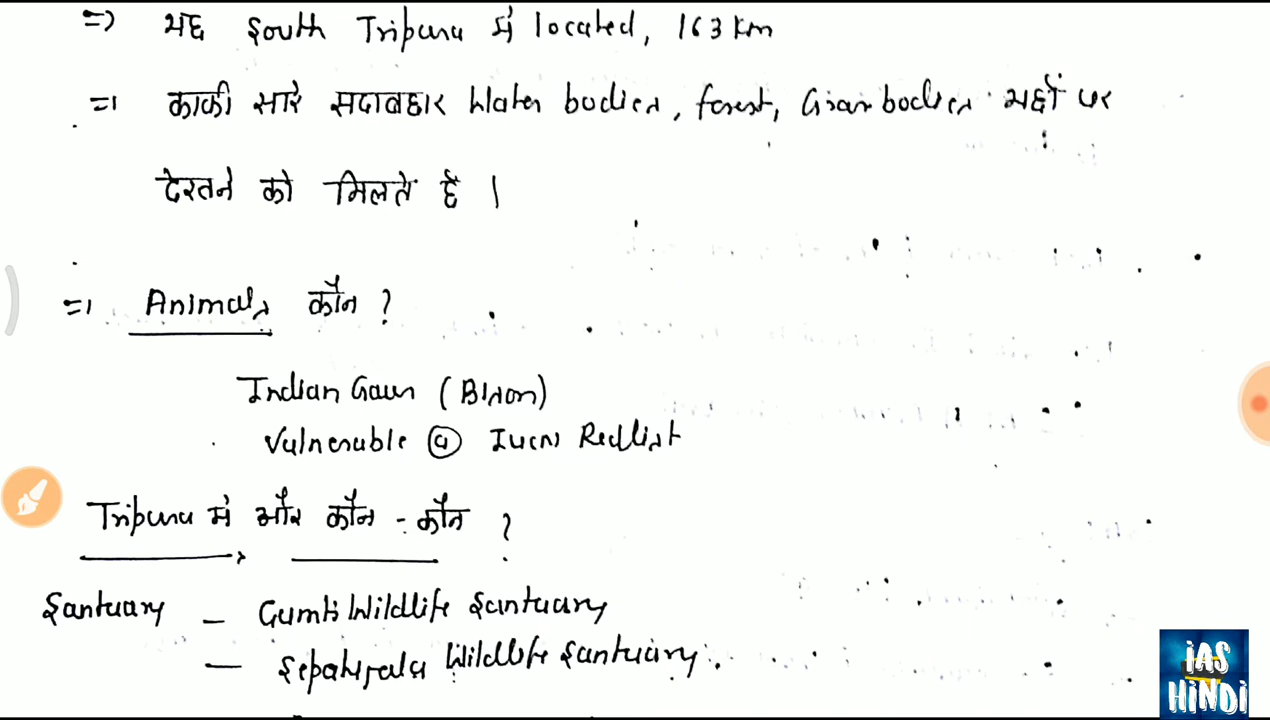 => यह South Tripura में located, 163 km
=> काफी सारे सदाबहार Water bodies, forest, Grass bodies यहाँ पर
देखने को मिलते हैं |
=> Animals कौन ?
Indian Gaur (Bison)
Vulnerable @ IUCN Redlist
Tripura में और कौन - कौन ?
Santuary - Gumti Wildlife Santuary
- Sepahijala Wildlife Santuary.
iAS
HiNDI